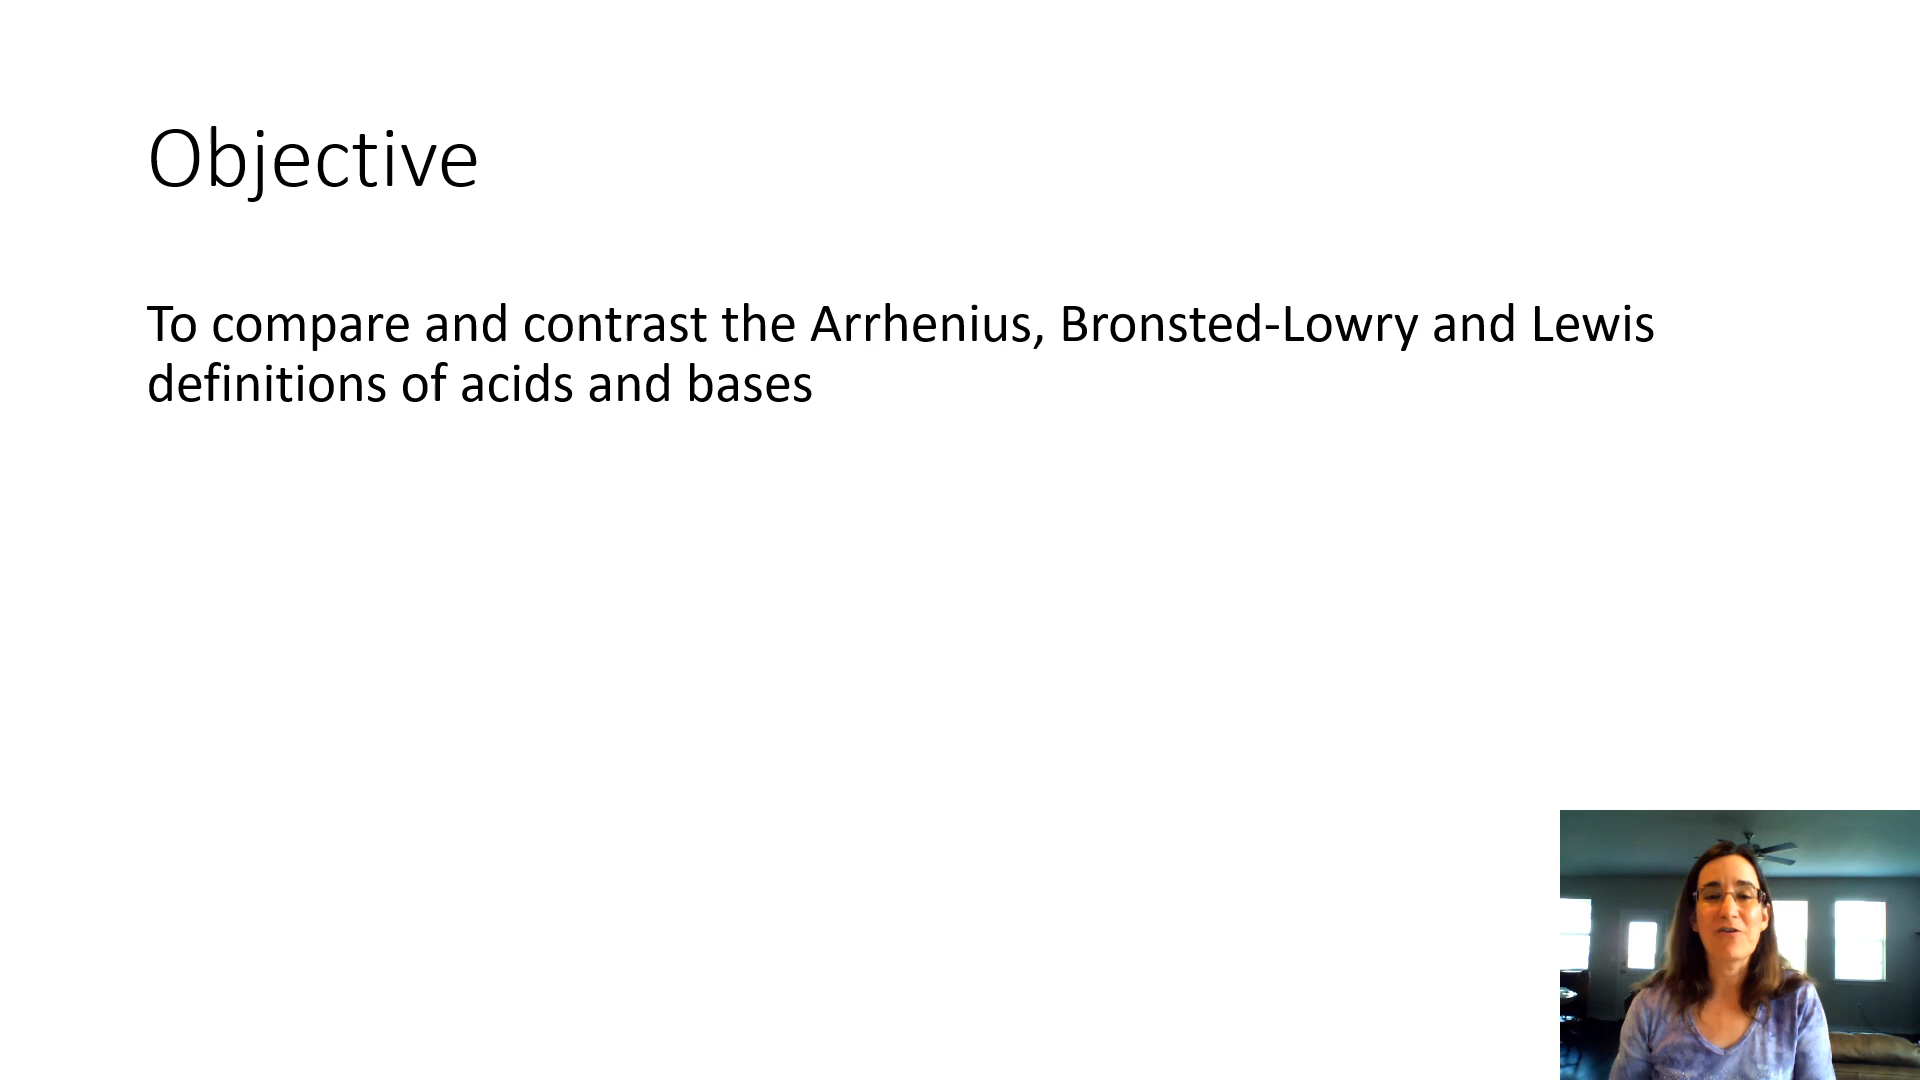 Objective
To compare and contrast the Arrhenius, Bronsted-Lowry and Lewis
definitions of acids and bases